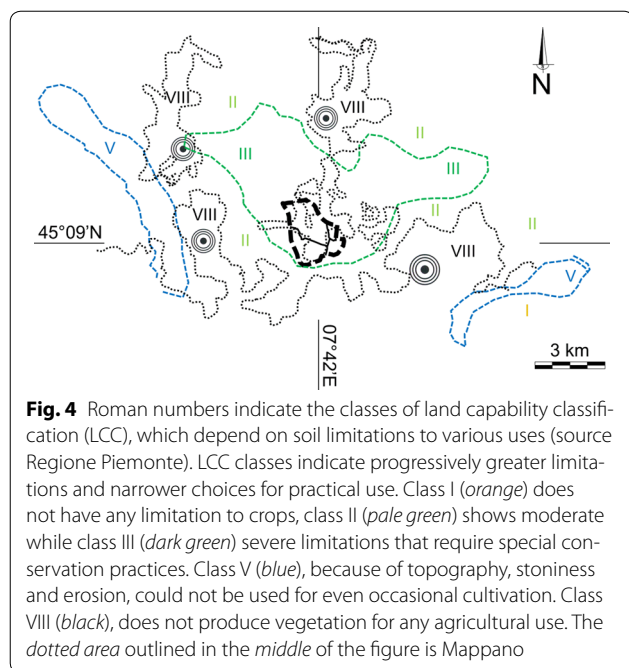 N
VIII
VIII
II
II
V
III
III
VIII
II
II
II
45°09'N
VIII
V
I
07°42'E
3 km
Fig. 4 Roman numbers indicate the classes of land capability classifi-
cation (LCC), which depend on soil limitations to various uses (source
Regione Piemonte). LCC classes indicate progressively greater limita-
tions and narrower choices for practical use. Class I (orange) does
not have any limitation to crops, class II (pale green) shows moderate
while class III (dark green) severe limitations that require special con-
servation practices. Class V (blue), because of topography, stoniness
and erosion, could not be used for even occasional cultivation. Class
VIII (black), does not produce vegetation for any agricultural use. The
dotted area outlined in the middle of the figure is Mappano